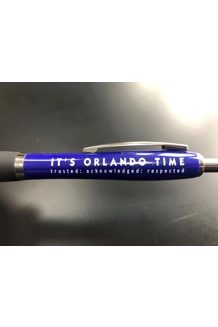 IT'S ORLANDO TIME
trusted: acknowledged: respected